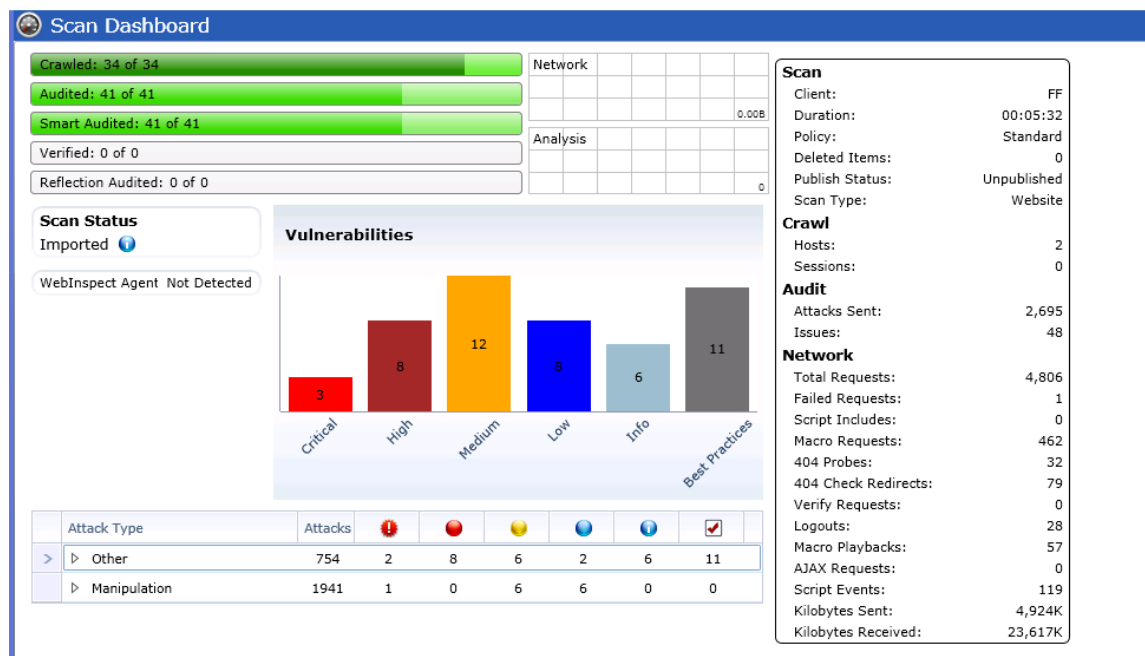 Scan Dashboard
Crawled: 34 of 34
Audited: 41 of 41
Smart Audited: 41 of 41
Verified: 0 of 0
Reflection Audited: 0 of 0
Network
0.00B
Analysis
0
Scan Status
Imported
WebInspect Agent Not Detected
Vulnerabilities
3
8
12
8
6
11
Critical
High
Medium
Low
Info
Best Practices
Attack Type Attacks
Other 754 2 8 6 2 6 11
Manipulation 1941 1 0 6 6 0 0
Scan
Client: FF
Duration: 00:05:32
Policy: Standard
Deleted Items: 0
Publish Status: Unpublished
Scan Type: Website
Crawl
Hosts: 2
Sessions: 0
Audit
Attacks Sent: 2,695
Issues: 48
Network
Total Requests: 4,806
Failed Requests: 1
Script Includes: 0
Macro Requests: 462
404 Probes: 32
404 Check Redirects: 79
Verify Requests: 0
Logouts: 28
Macro Playbacks: 57
AJAX Requests: 0
Script Events: 119
Kilobytes Sent: 4,924K
Kilobytes Received: 23,617K